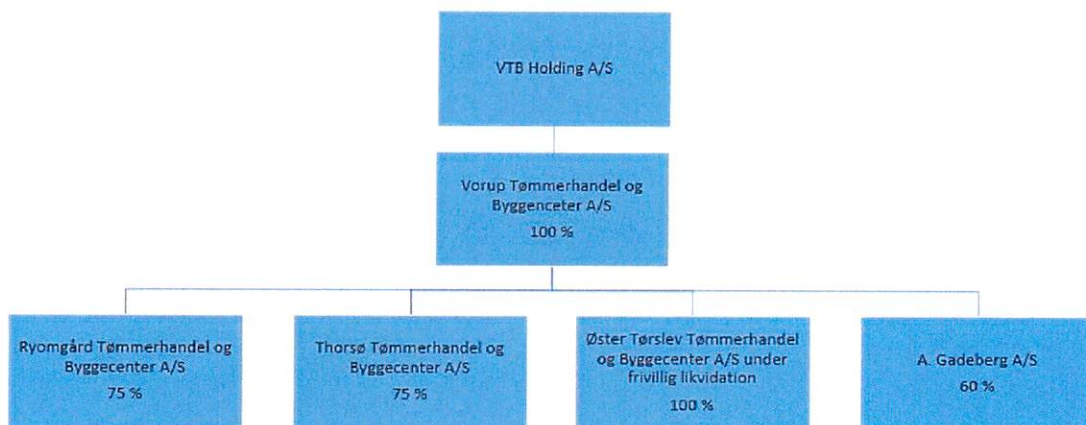 VTB Holding A/S
Vorup Tømmerhandel og
Byggenceter A/S
100 %
Ryomgård Tømmerhandel og
Byggecenter A/S
75 %
Thorsø Tømmerhandel og
Byggecenter A/S
75 %
Øster Tørslev Tømmerhandel
og Byggecenter A/S under
frivillig likvidation
100 %
A. Gadeberg A/S
60 %